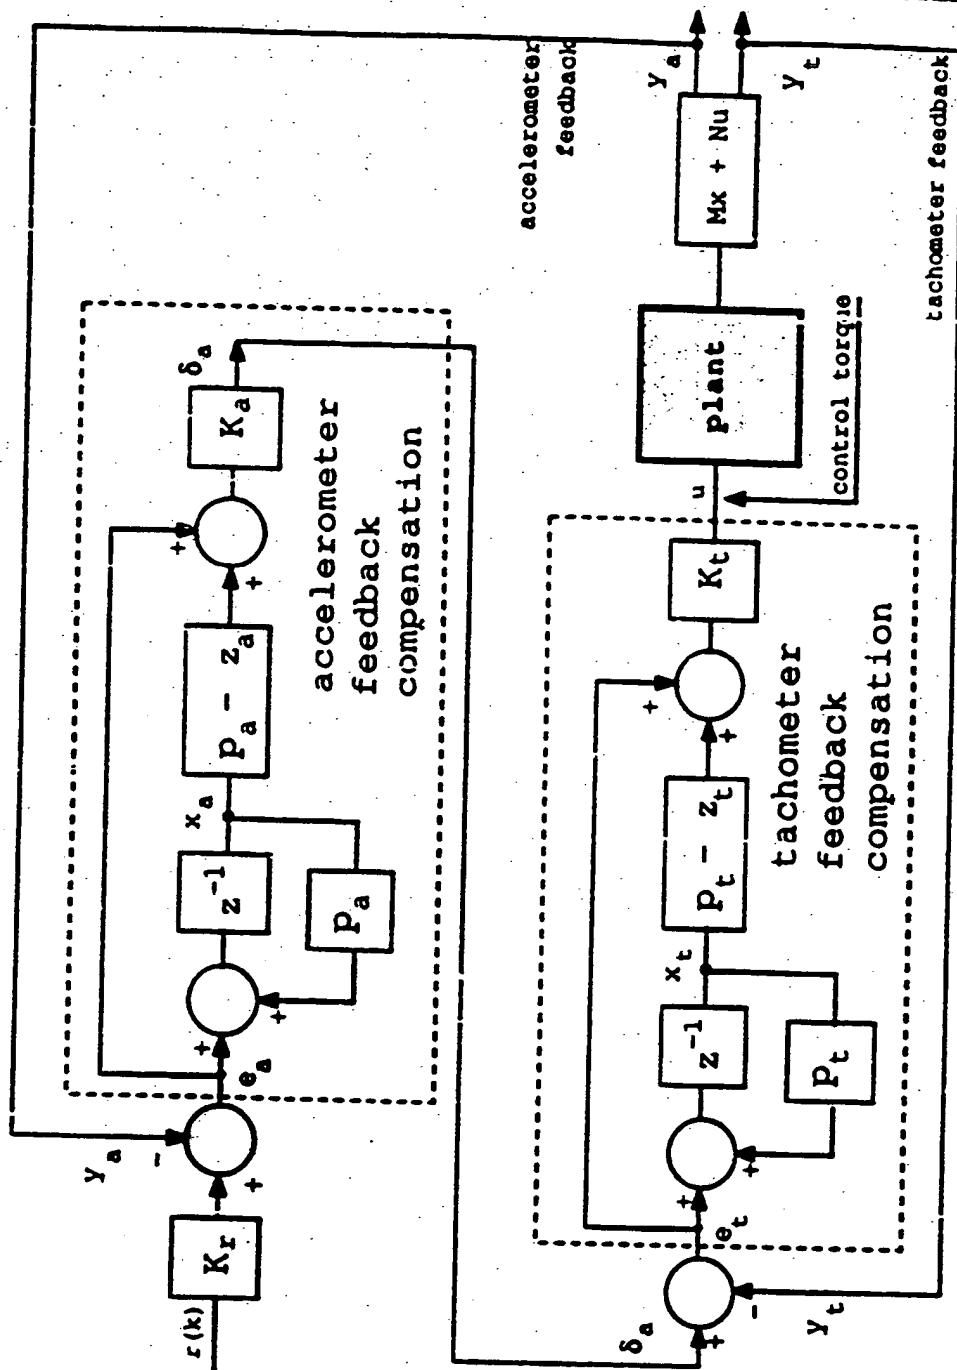 r(k)
K_r
+
-
y_a
e_a
+
+
z^-1
p_a
x_a
p_a - z_a
+
+
K_a
δ_a
accelerometer
feedback
compensation
accelerometer
feedback
δ_a
+
-
y_t
e_t
+
+
z^-1
p_t
x_t
p_t - z_t
+
+
K_t
u
control torque
plant
Mx + Nu
y_a
y_t
tachometer
feedback
compensation
tachometer feedback